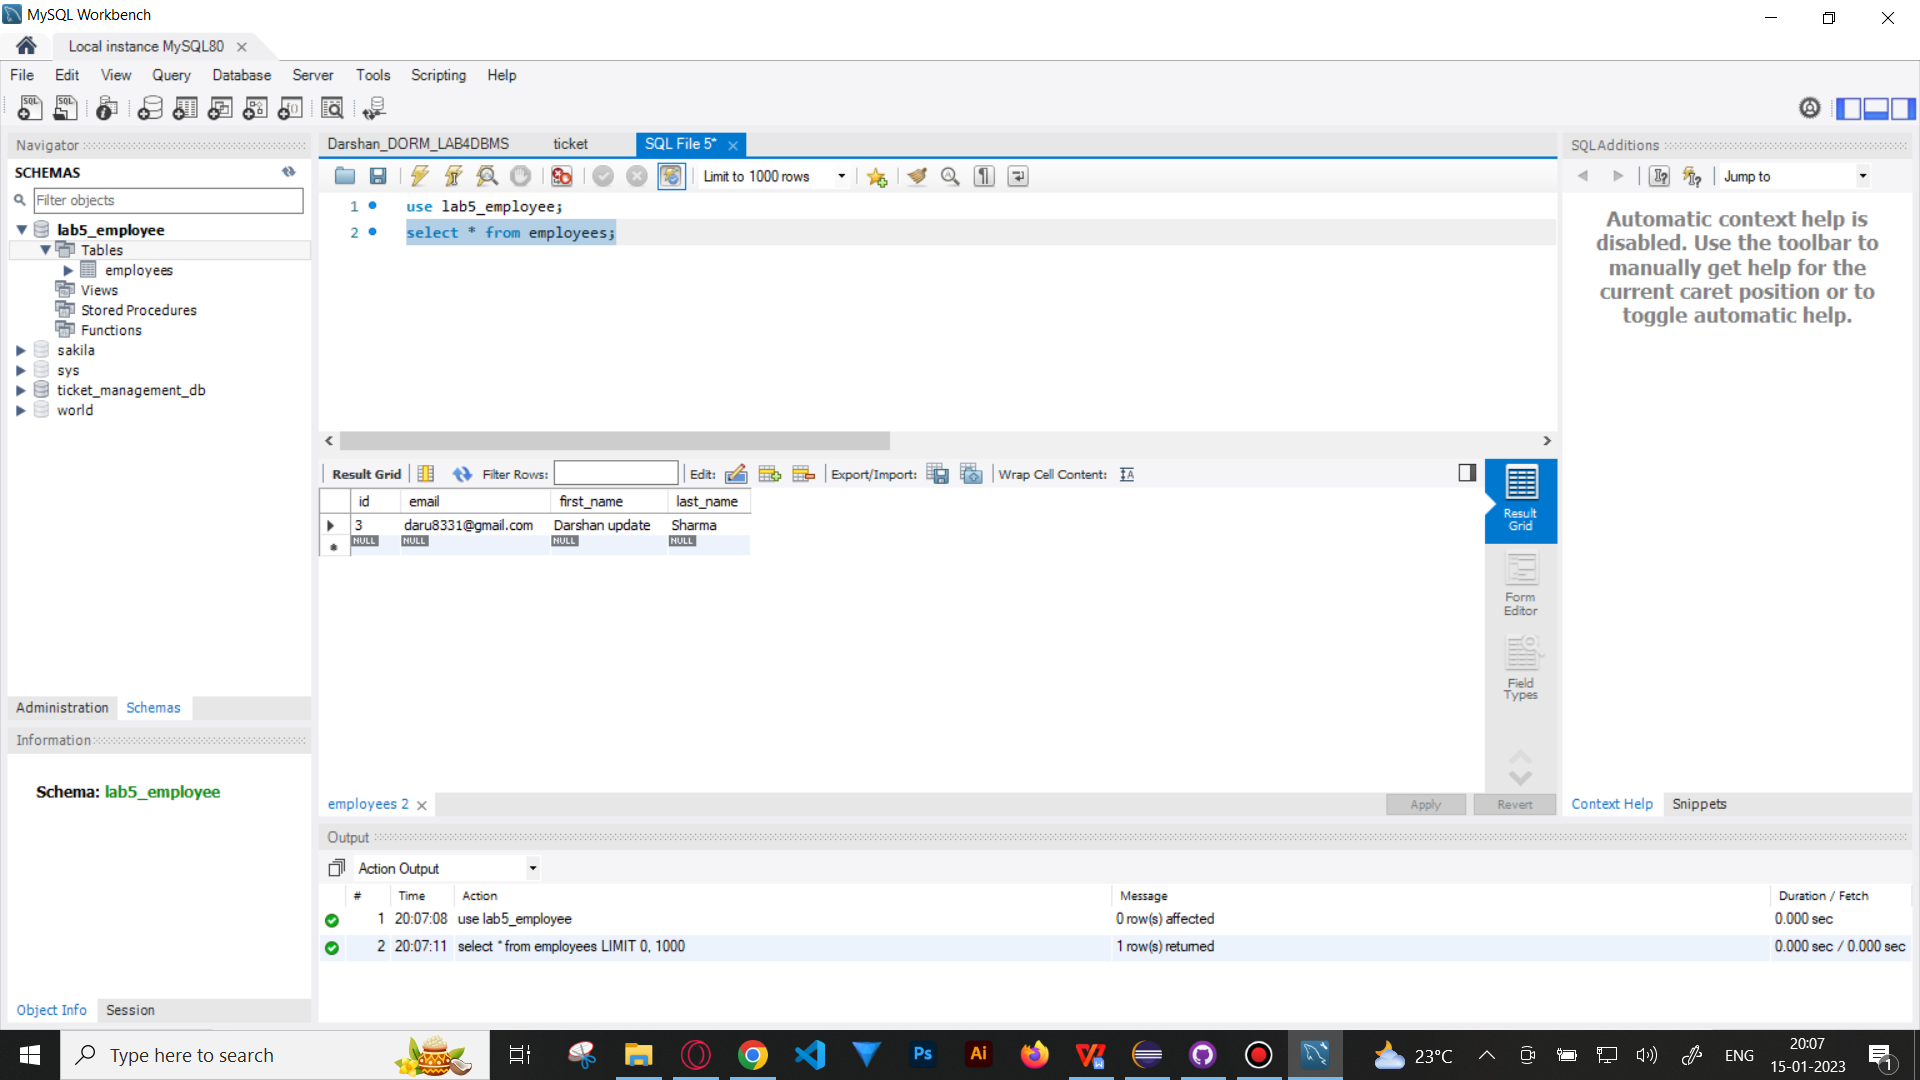 MySQL Workbench
Local instance MySQL80
File Edit View Query Database Server Tools Scripting Help
Navigator
SCHEMAS
Filter objects
lab5_employee
Tables
employees
Views
Stored Procedures
Functions
sakila
sys
ticket_management_db
world
Administration Schemas
Information
Schema: lab5_employee
Object Info Session
Darshan_DORM_LAB4DBMS ticket SQL File 5*
Limit to 1000 rows
1 use lab5_employee;
2 select * from employees;
Result Grid Filter Rows: Edit: Export/Import: Wrap Cell Content:
id email first_name last_name
3 daru8331@gmail.com Darshan update Sharma
NULL NULL NULL NULL
Result
Grid
Form
Editor
Field
Types
employees 2
Apply Revert
SQLAdditions
Jump to
Automatic context help is
disabled. Use the toolbar to
manually get help for the
current caret position or to
toggle automatic help.
Context Help Snippets
Output
Action Output
# Time Action Message Duration / Fetch
1 20:07:08 use lab5_employee 0 row(s) affected 0.000 sec
2 20:07:11 select * from employees LIMIT 0, 1000 1 row(s) returned 0.000 sec / 0.000 sec
Type here to search
Ps
Ai
23°C
ENG
20:07
15-01-2023
1